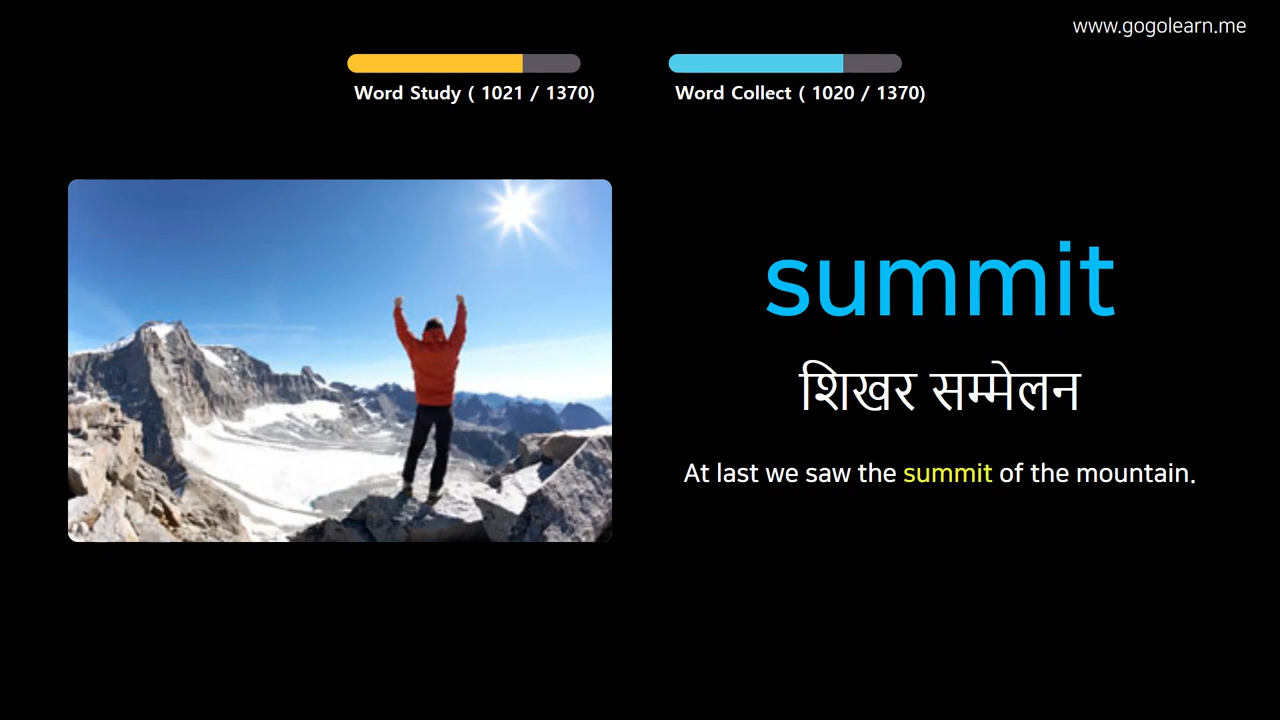 www.gogolearn.me
Word Study ( 1021 / 1370)
Word Collect ( 1020 / 1370)
summit
शिखर सम्मेलन
At last we saw the summit of the mountain.